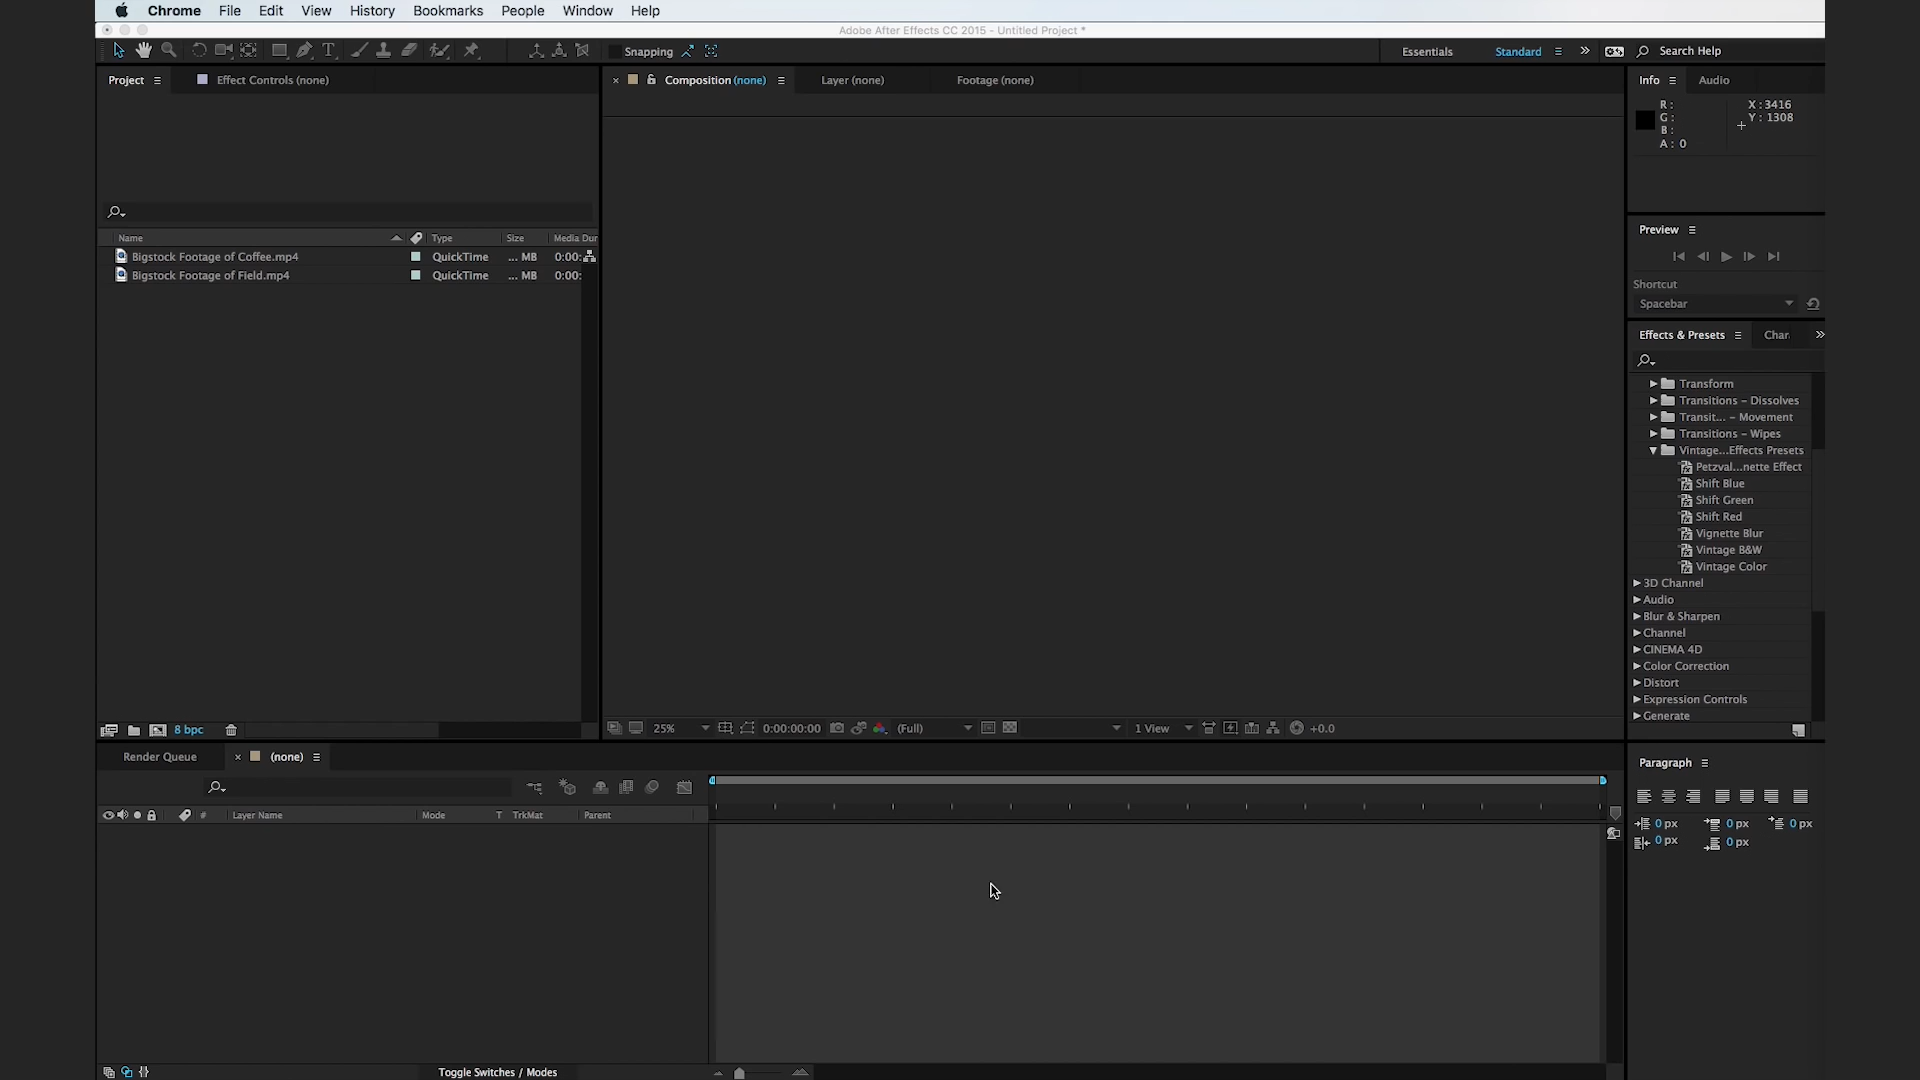 Chrome File Edit View History Bookmarks People Window Help
Adobe After Effects CC 2015 - Untitled Project *
Snapping Essentials Standard Search Help
Project Effect Controls (none) Composition (none) Layer (none) Footage (none) Info Audio
R: X:3416
G: Y: 1308
B:
A: 0
Name Type Size Media Dur
Bigstock Footage of Coffee.mp4 QuickTime ... MB 0:00:
Bigstock Footage of Field.mp4 QuickTime ... MB 0:00:
Preview
Shortcut
Spacebar
Effects & Presets Char
Transform
Transitions – Dissolves
Transit... – Movement
Transitions – Wipes
Vintage...Effects Presets
Petzval...nette Effect
Shift Blue
Shift Green
Shift Red
Vignette Blur
Vintage B&W
Vintage Color
3D Channel
Audio
Blur & Sharpen
Channel
CINEMA 4D
Color Correction
Distort
Expression Controls
Generate
8 bpc 25% 0:00:00:00 (Full) 1 View +0.0
Render Queue (none)
# Layer Name Mode T TrkMat Parent
Paragraph
0 px 0 px 0 px
0 px 0 px
Toggle Switches / Modes